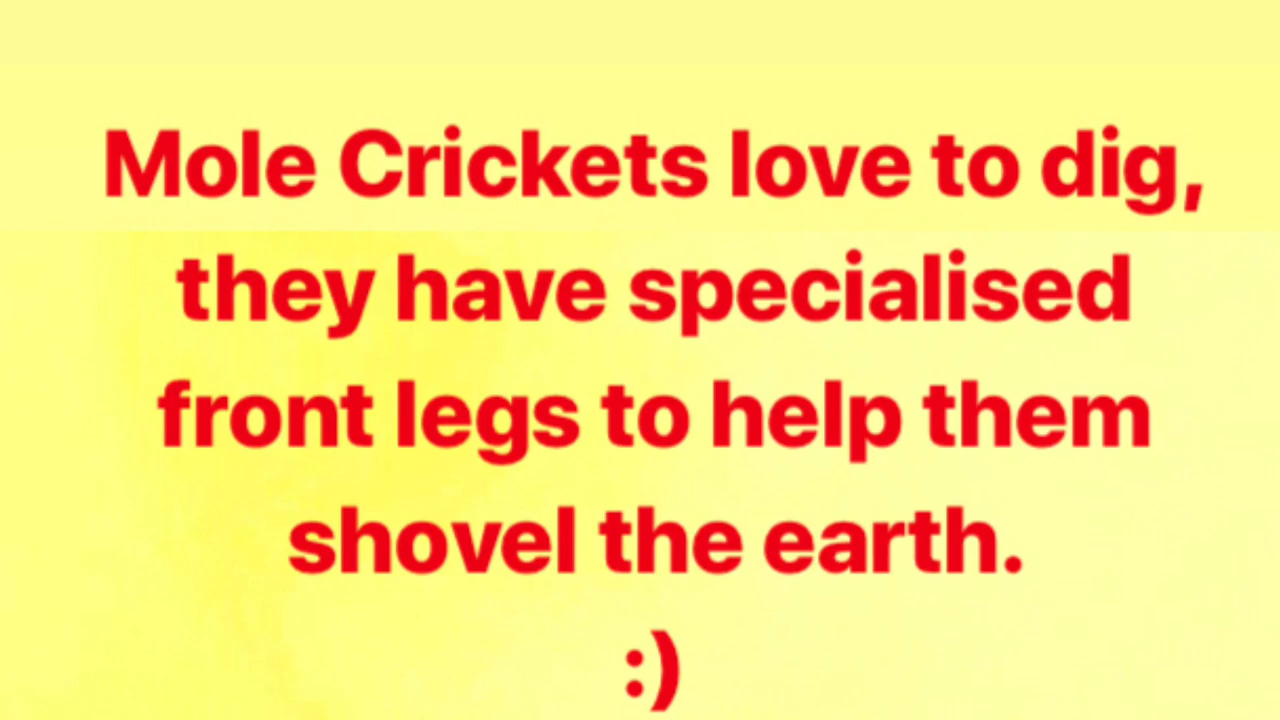 Mole Crickets love to dig,
they have specialised
front legs to help them
shovel the earth.
:)